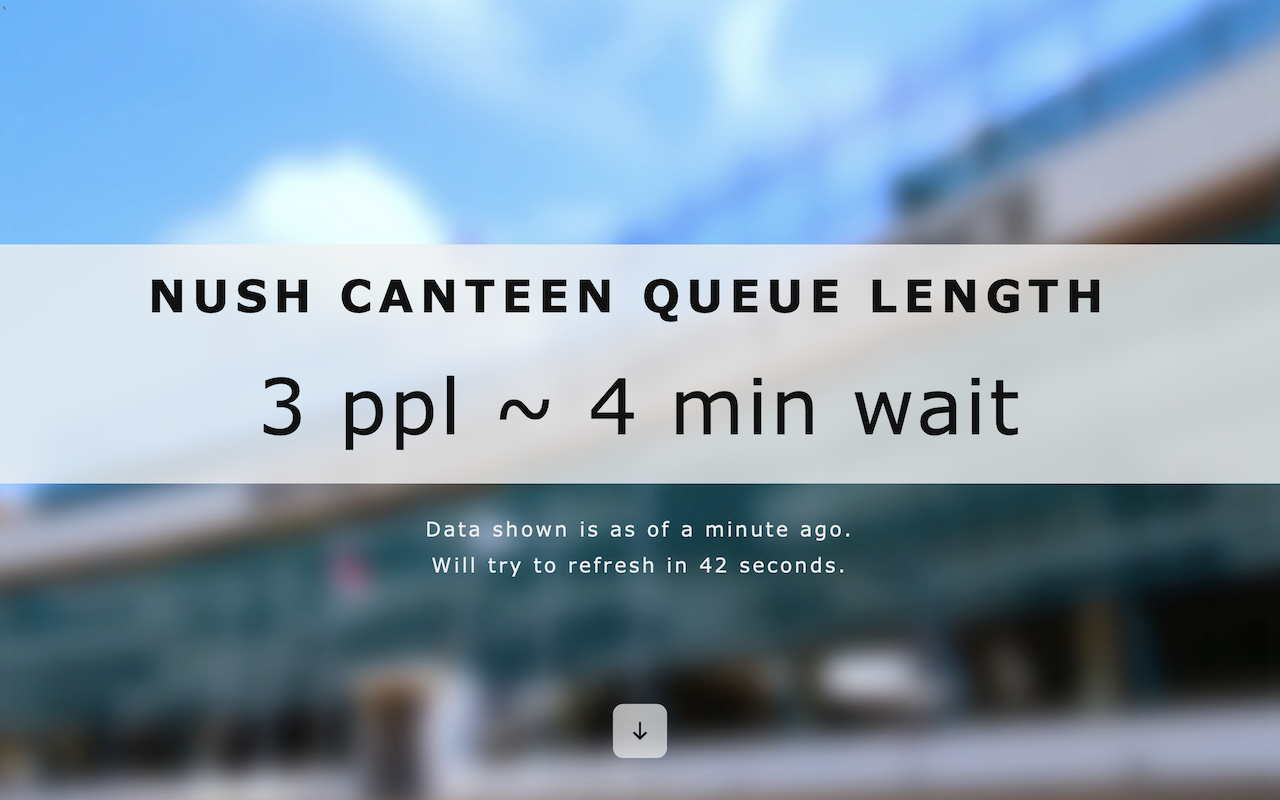 NUSH CANTEEN QUEUE LENGTH
3 ppl ~ 4 min wait
Data shown is as of a minute ago.
Will try to refresh in 42 seconds.